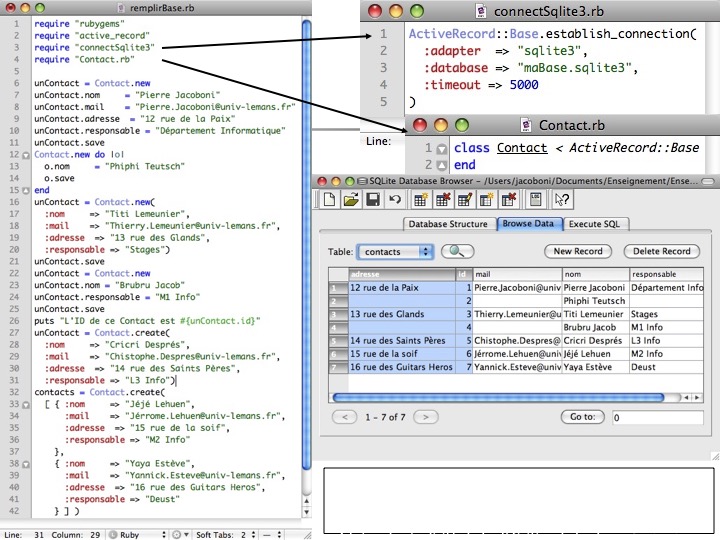 remplirBase.rb
1 require "rubygems"
2 require "active_record"
3 require "connectSqlite3"
4 require "Contact.rb"
5
6 unContact = Contact.new
7 unContact.nom = "Pierre Jacoboni"
8 unContact.mail = "Pierre.Jacoboni@univ-lemans.fr"
9 unContact.adresse = "12 rue de la Paix"
10 unContact.responsable = "Département Informatique"
11 unContact.save
12 Contact.new do |o|
13 o.nom = "Phiphi Teutsch"
14 o.save
15 end
16 unContact = Contact.new(
17 :nom => "Titi Lemeunier",
18 :mail => "Thierry.Lemeunier@univ-lemans.fr",
19 :adresse => "13 rue des Glands",
20 :responsable => "Stages")
21 unContact.save
22 unContact = Contact.new
23 unContact.nom = "Brubru Jacob"
24 unContact.responsable = "M1 Info"
25 unContact.save
26 puts "L'ID de ce Contact est #{unContact.id}"
27 unContact = Contact.create(
28 :nom => "Cricri Després",
29 :mail => "Chistophe.Despres@univ-lemans.fr",
30 :adresse => "14 rue des Saints Pères",
31 :responsable => "L3 Info")
32 contacts = Contact.create(
33 [ { :nom => "Jéjé Lehuen",
34 :mail => "Jérrome.Lehuen@univ-lemans.fr",
35 :adresse => "15 rue de la soif",
36 :responsable => "M2 Info"
37 },
38 { :nom => "Yaya Estève",
39 :mail => "Yannick.Esteve@univ-lemans.fr",
40 :adresse => "16 rue des Guitars Heros",
41 :responsable => "Deust"
42 } ] )
Line: 31 Column: 29 Ruby Soft Tabs: 2 —
connectSqlite3.rb
1 ActiveRecord::Base.establish_connection(
2 :adapter => "sqlite3",
3 :database => "maBase.sqlite3",
4 :timeout => 5000
5 )
Line:
Contact.rb
1 class Contact < ActiveRecord::Base
2 end
SQLite Database Browser - /Users/jacoboni/Documents/Enseignement/Ense...
Database Structure Browse Data Execute SQL
Table: contacts New Record Delete Record
adresse id mail nom responsable
1 12 rue de la Paix 1 Pierre.Jacoboni@univ Pierre Jacoboni Département Info
2 2 Phiphi Teutsch
3 13 rue des Glands 3 Thierry.Lemeunier@u Titi Lemeunier Stages
4 4 Brubru Jacob M1 Info
5 14 rue des Saints Pères 5 Chistophe.Despres@u Cricri Després L3 Info
6 15 rue de la soif 6 Jérrome.Lehuen@univ Jéjé Lehuen M2 Info
7 16 rue des Guitars Heros 7 Yannick.Esteve@univ Yaya Estève Deust
< 1 - 7 of 7 > Go to: 0